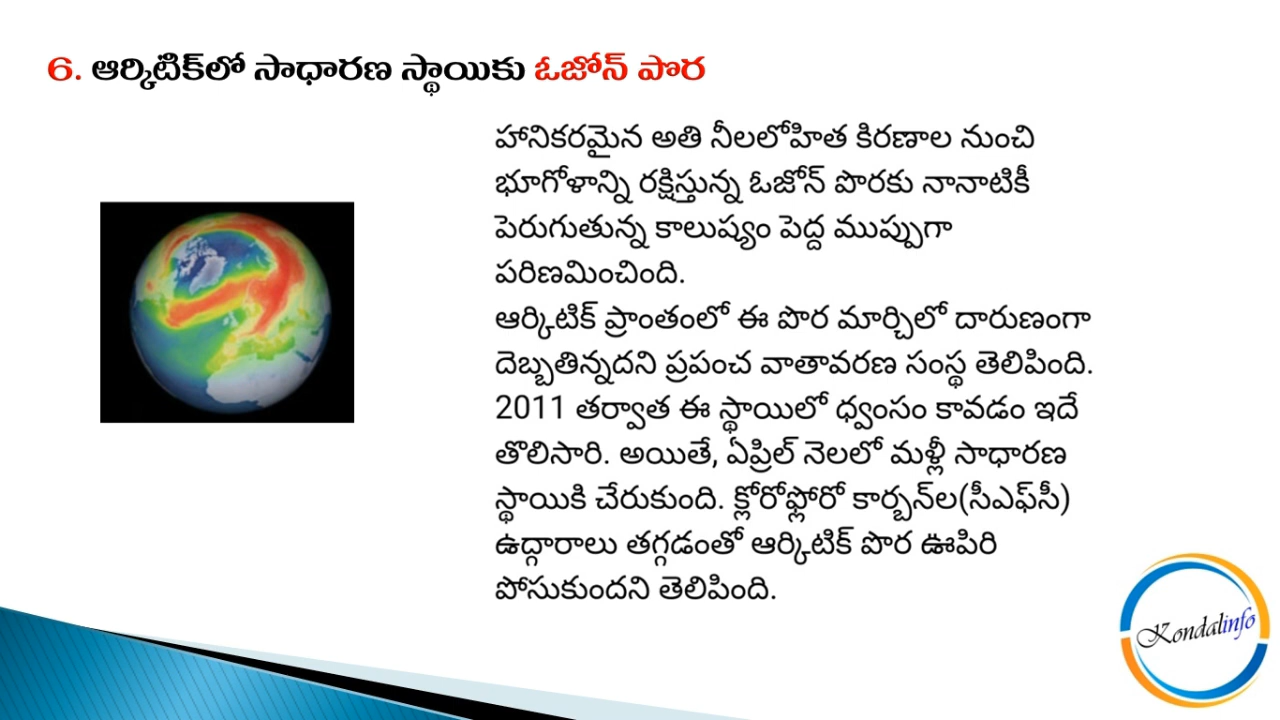 6. ఆర్కిటిక్‌లో సాధారణ స్థాయికు ఓజోన్ పొర
హానికరమైన అతి నీలలోహిత కిరణాల నుంచి
భూగోళాన్ని రక్షిస్తున్న ఓజోన్ పొరకు నానాటికీ
పెరుగుతున్న కాలుష్యం పెద్ద ముప్పుగా
పరిణమించింది.
ఆర్కిటిక్ ప్రాంతంలో ఈ పొర మార్చిలో దారుణంగా
దెబ్బతిన్నదని ప్రపంచ వాతావరణ సంస్థ తెలిపింది.
2011 తర్వాత ఈ స్థాయిలో ధ్వంసం కావడం ఇదే
తొలిసారి. అయితే, ఏప్రిల్ నెలలో మళ్లీ సాధారణ
స్థాయికి చేరుకుంది. క్లోరోఫ్లోరో కార్బన్‌ల(సీఎఫ్‌సీ)
ఉద్గారాలు తగ్గడంతో ఆర్కిటిక్ పొర ఊపిరి
పోసుకుందని తెలిపింది.
Kondalinfo